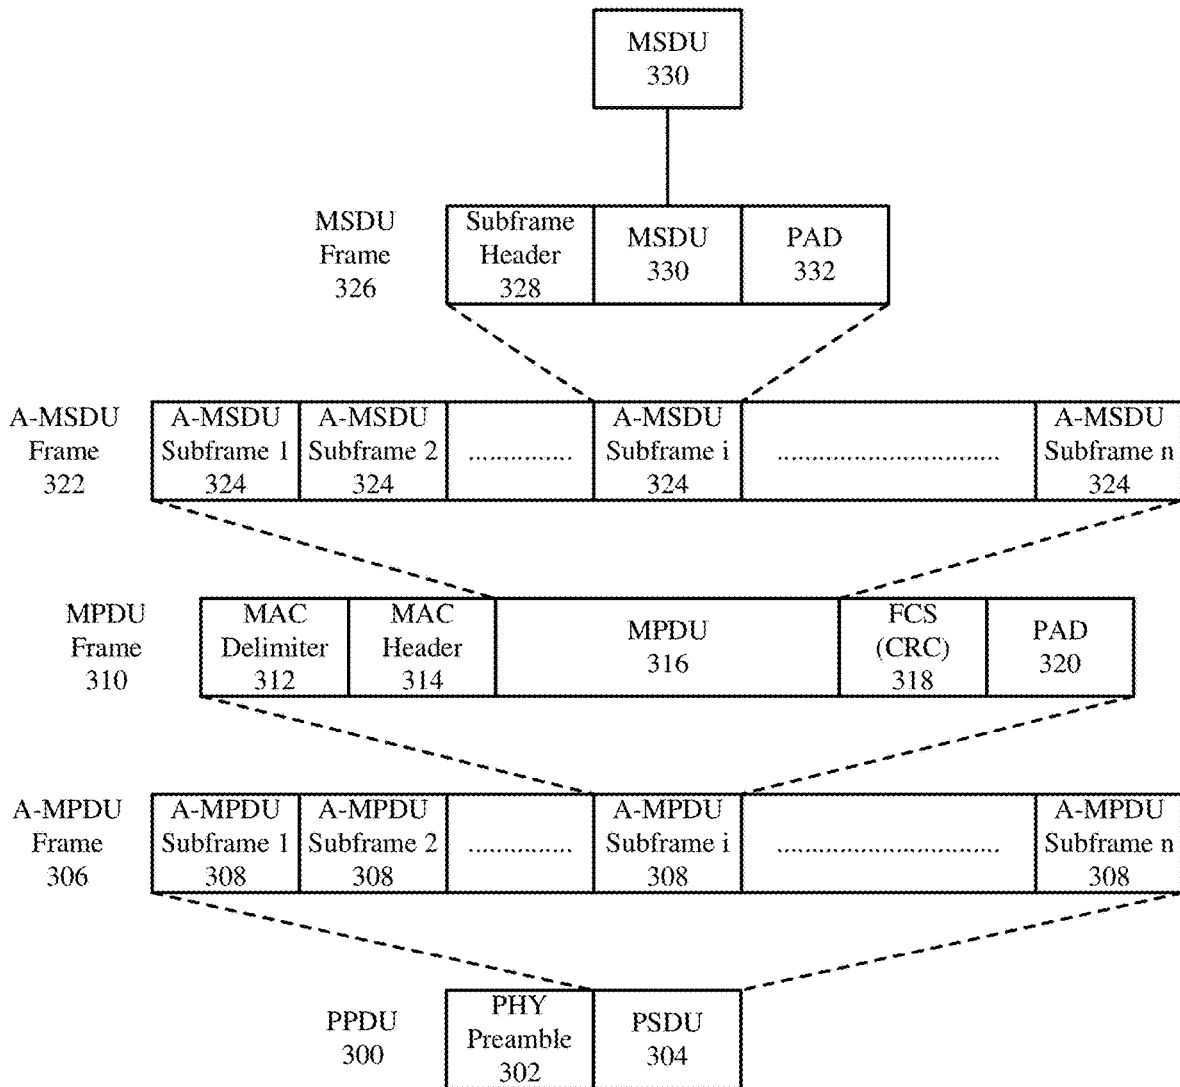 MSDU
330
MSDU
Frame
326
Subframe
Header
328
MSDU
330
PAD
332
A-MSDU
Frame
322
A-MSDU
Subframe 1
324
A-MSDU
Subframe 2
324
..............
A-MSDU
Subframe i
324
..............................
A-MSDU
Subframe n
324
MPDU
Frame
310
MAC
Delimiter
312
MAC
Header
314
MPDU
316
FCS
(CRC)
318
PAD
320
A-MPDU
Frame
306
A-MPDU
Subframe 1
308
A-MPDU
Subframe 2
308
..............
A-MPDU
Subframe i
308
..............................
A-MPDU
Subframe n
308
PPDU
300
PHY
Preamble
302
PSDU
304